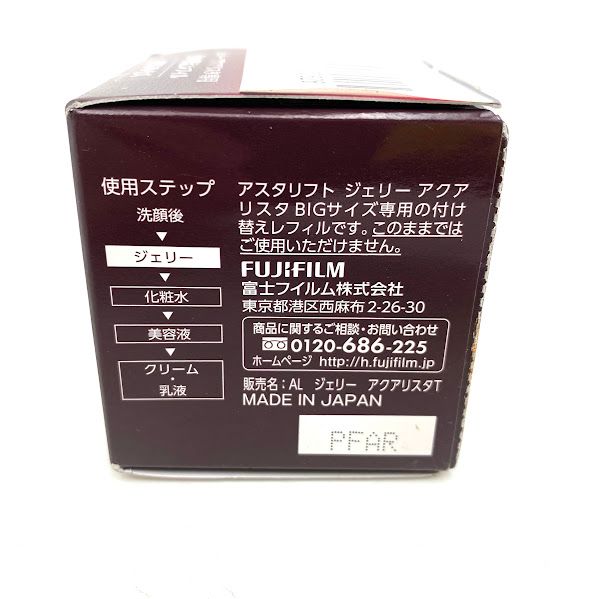 使用ステップ
洗顔後
ジェリー
化粧水
美容液
クリーム
・
乳液
アスタリフト ジェリー アクア
リスタ BIGサイズ専用の付け
替えレフィルです。このままでは
ご使用いただけません。
FUJIFILM
富士フイルム株式会社
東京都港区西麻布2-26-30
商品に関するご相談・お問い合わせ
0120-686-225
ホームページ http://h.fujifilm.jp
販売名:AL ジェリー アクアリスタT
MADE IN JAPAN
PFAR